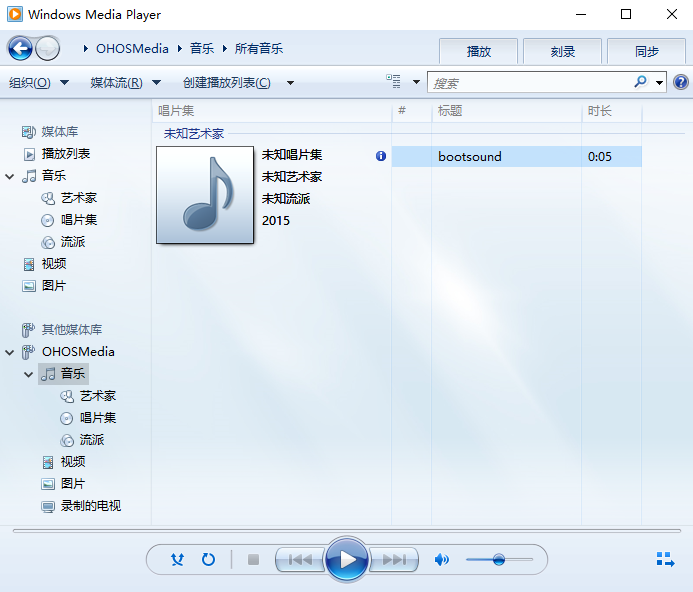 Windows Media Player
OHOSMedia 音乐 所有音乐
播放 刻录 同步
组织(O) 媒体流(R) 创建播放列表(C) 搜索
唱片集 # 标题 时长
未知艺术家
未知唱片集 bootsound 0:05
未知艺术家
未知流派
2015
媒体库
播放列表
音乐
艺术家
唱片集
流派
视频
图片
其他媒体库
OHOSMedia
音乐
艺术家
唱片集
流派
视频
图片
录制的电视